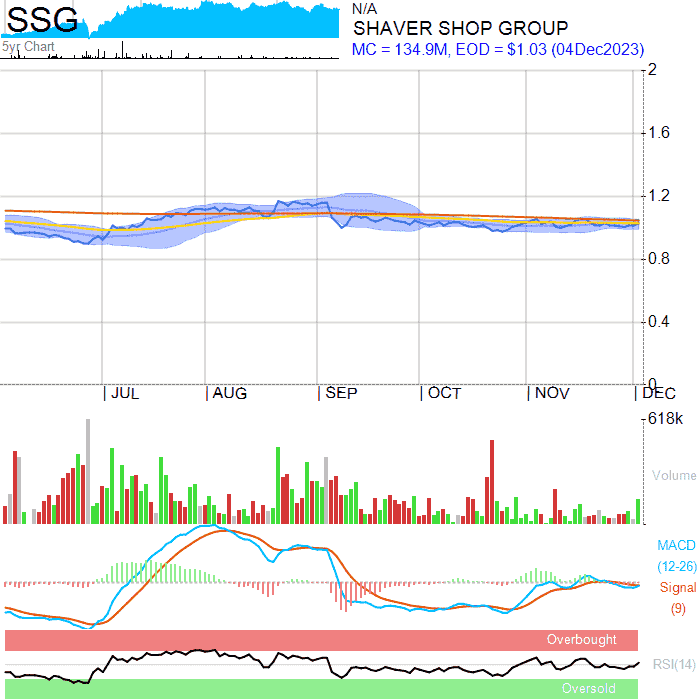 SSG
5yr Chart
N/A
SHAVER SHOP GROUP
MC = 134.9M, EOD = $1.03 (04Dec2023)
2
1.6
1.2
0.8
0.4
0
JUL AUG SEP OCT NOV DEC
618k
Volume
MACD
(12-26)
Signal
(9)
Overbought
RSI(14)
Oversold